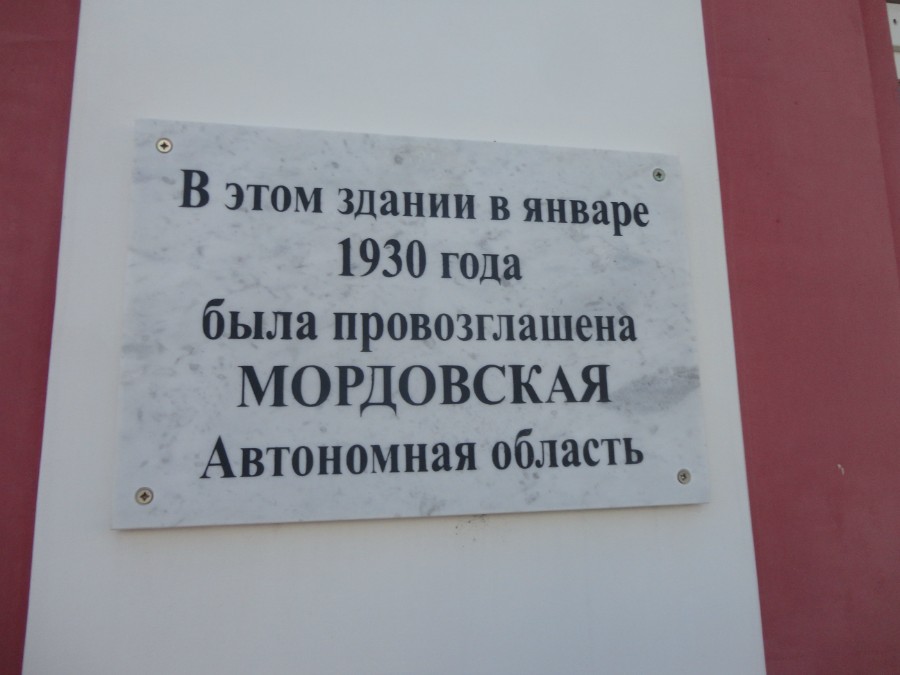 В этом здании в январе
1930 года
была провозглашена
МОРДОВСКАЯ
Автономная область